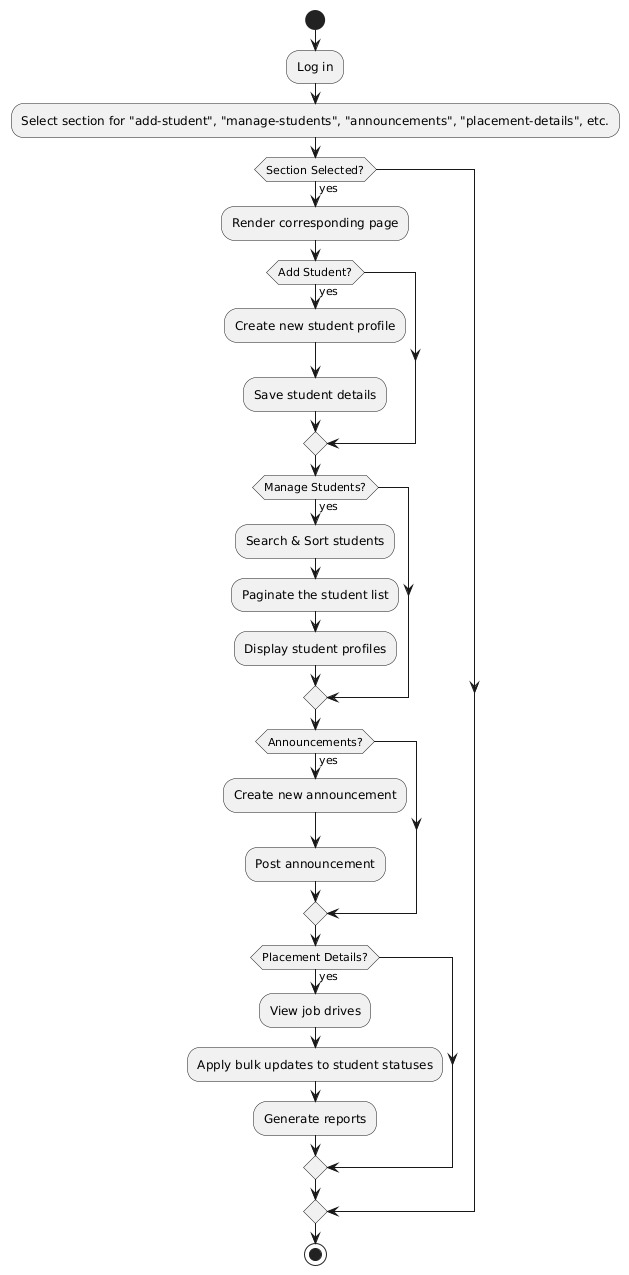 Log in
Select section for "add-student", "manage-students", "announcements", "placement-details", etc.
Section Selected?
yes
Render corresponding page
Add Student?
yes
Create new student profile
Save student details
Manage Students?
yes
Search & Sort students
Paginate the student list
Display student profiles
Announcements?
yes
Create new announcement
Post announcement
Placement Details?
yes
View job drives
Apply bulk updates to student statuses
Generate reports